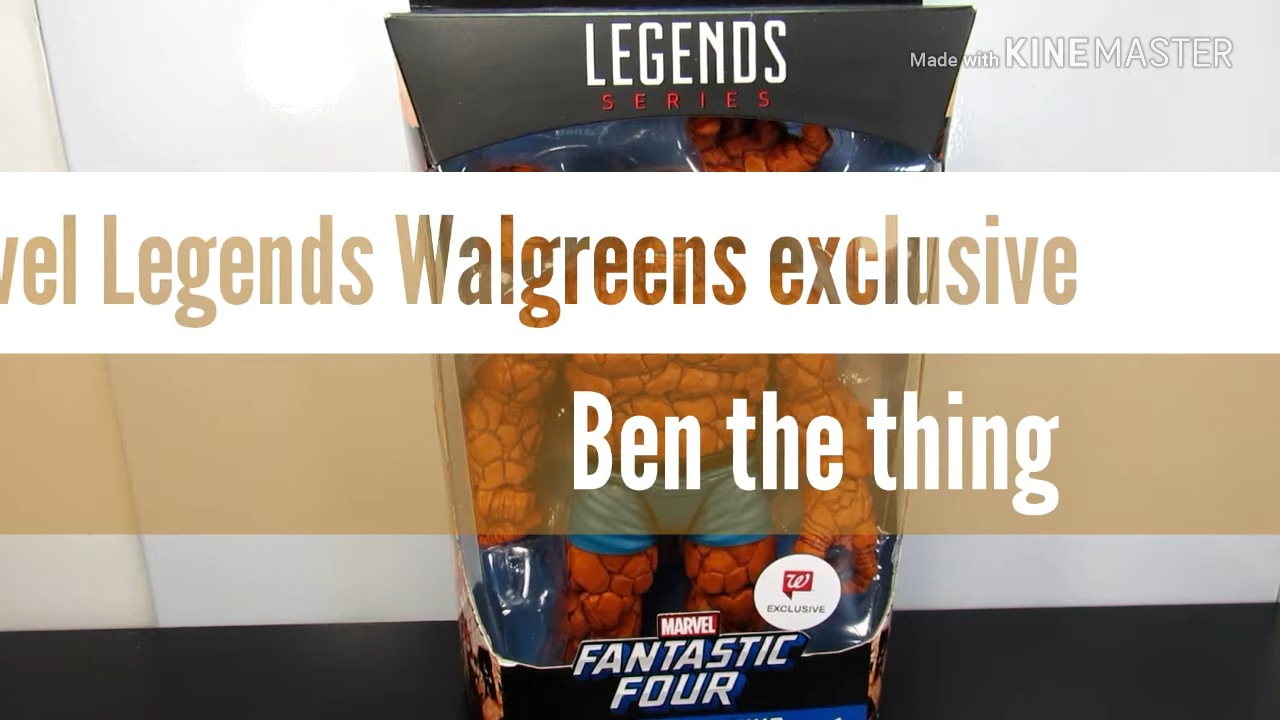 LEGENDS
SERIES
Made with KINEMASTER
vel Legends Walgreens exclusive
Ben the thing
W
EXCLUSIVE
MARVEL
FANTASTIC
FOUR